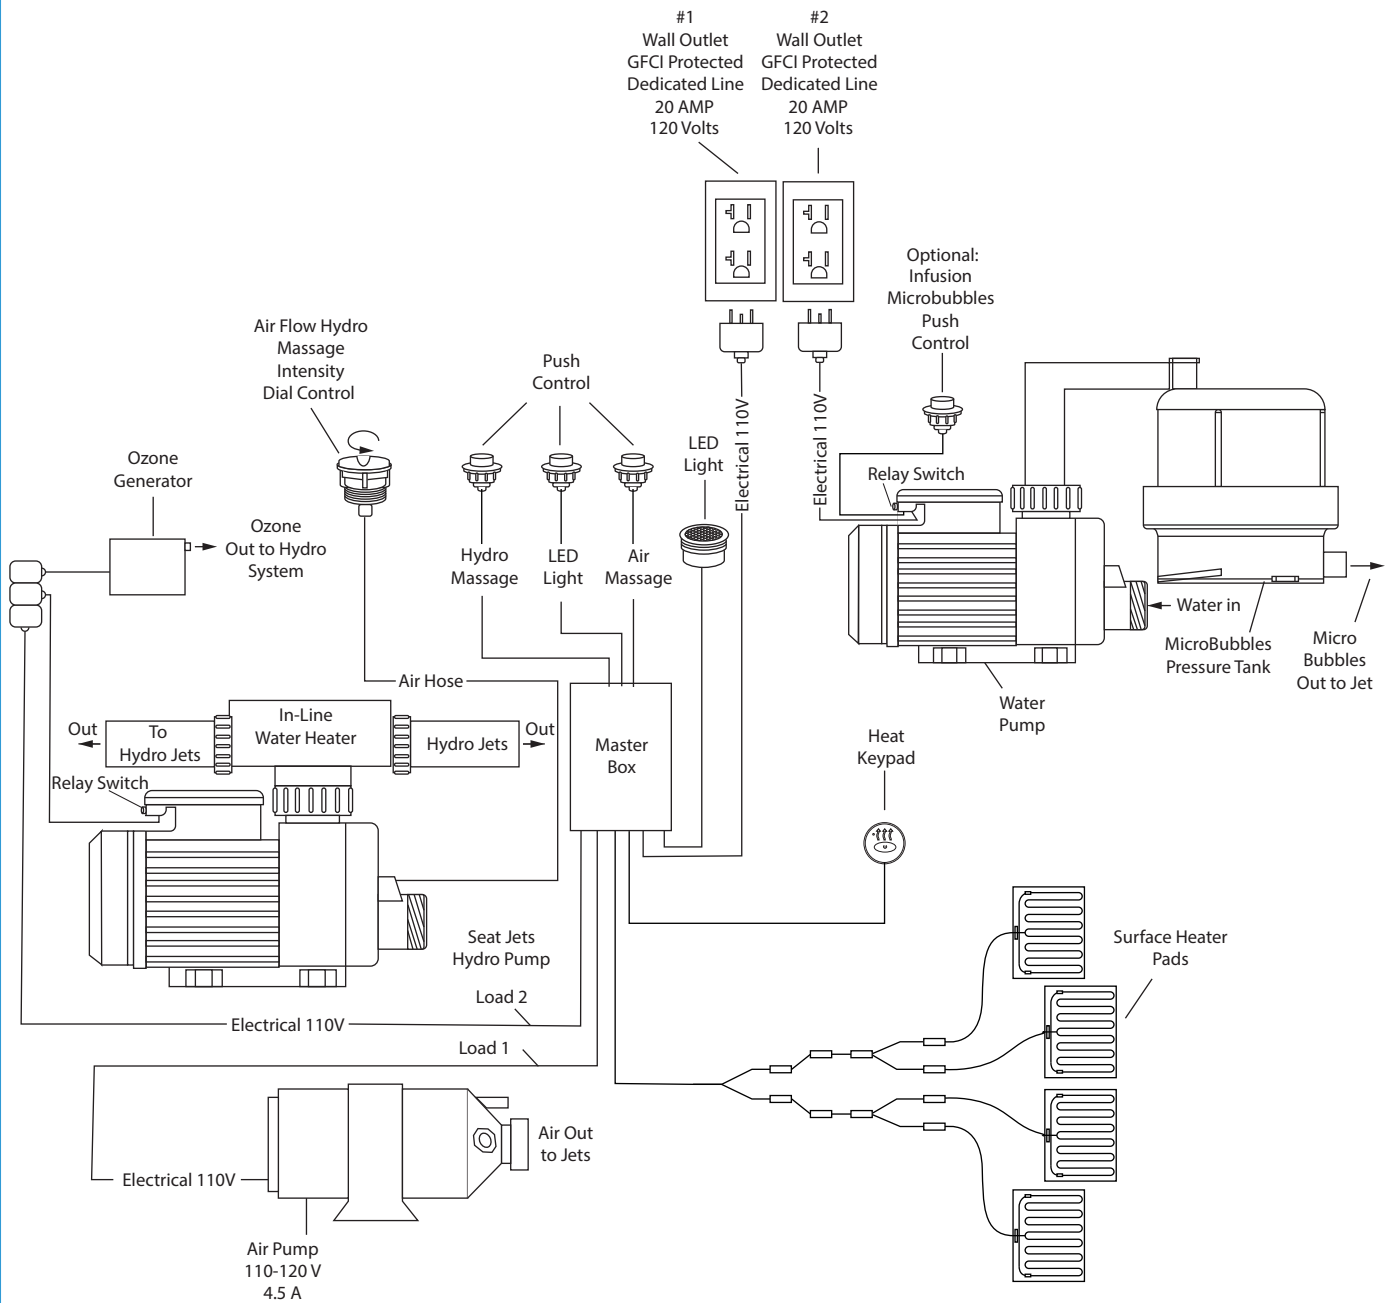 #1
Wall Outlet
GFCI Protected
Dedicated Line
20 AMP
120 Volts
#2
Wall Outlet
GFCI Protected
Dedicated Line
20 AMP
120 Volts
Optional:
Infusion
Microbubbles
Push
Control
Air Flow Hydro
Massage
Intensity
Dial Control
Push
Control
LED
Light
Electrical 110V
Electrical 110V
Relay Switch
Ozone
Generator
Ozone
Out to Hydro
System
Hydro
Massage
LED
Light
Air
Massage
Water in
MicroBubbles
Pressure Tank
Micro
Bubbles
Out to Jet
Water
Pump
Air Hose
In-Line
Water Heater
Out
To
Hydro Jets
Hydro Jets
Out
Master
Box
Heat
Keypad
Relay Switch
Seat Jets
Hydro Pump
Surface Heater
Pads
Load 2
Electrical 110V
Load 1
Air Out
to Jets
Electrical 110V
Air Pump
110-120 V
4.5 A